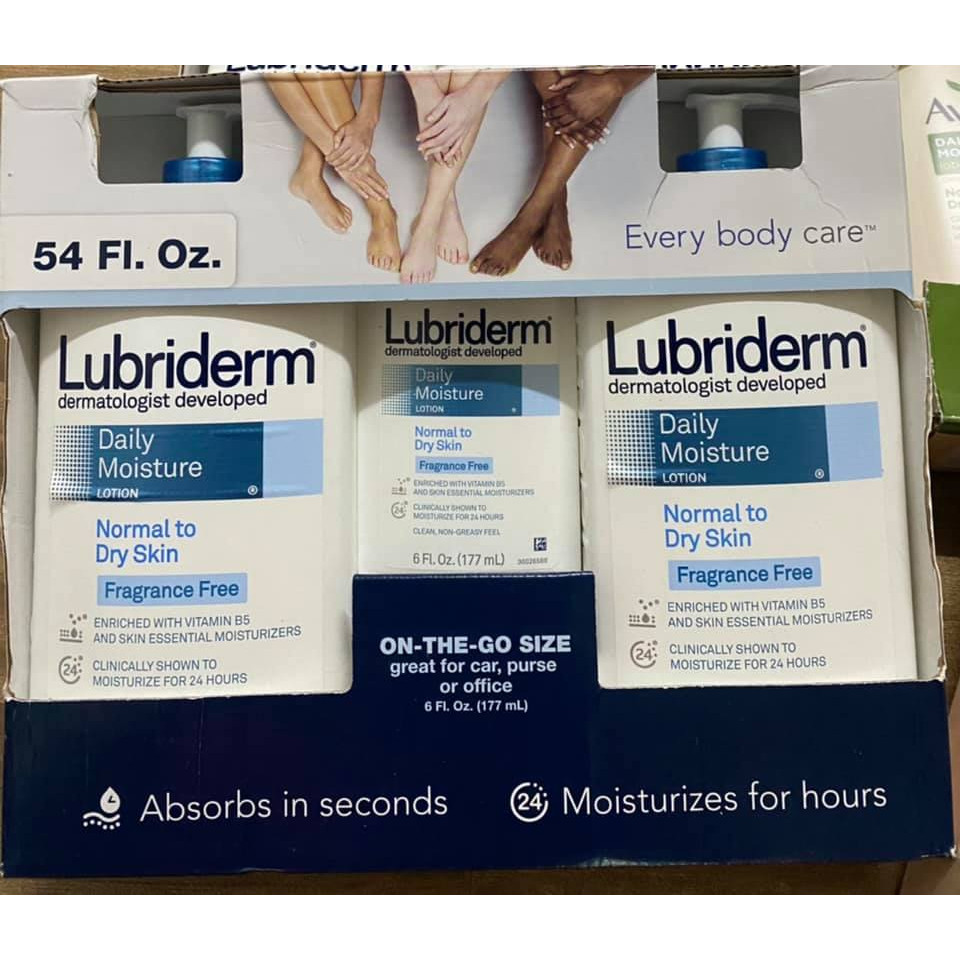 Lubriderm
54 Fl. Oz.
Every body care™
Lubriderm®
dermatologist developed
Daily
Moisture
LOTION ®
Normal to
Dry Skin
Fragrance Free
ENRICHED WITH VITAMIN B5
AND SKIN ESSENTIAL MOISTURIZERS
24
CLINICALLY SHOWN TO
MOISTURIZE FOR 24 HOURS
Lubriderm®
dermatologist developed
Daily
Moisture
LOTION ®
Normal to
Dry Skin
Fragrance Free
ENRICHED WITH VITAMIN B5
AND SKIN ESSENTIAL MOISTURIZERS
24
CLINICALLY SHOWN TO
MOISTURIZE FOR 24 HOURS
CLEAN, NON-GREASY FEEL
6 Fl. Oz. (177 mL)
Lubriderm®
dermatologist developed
Daily
Moisture
LOTION ®
Normal to
Dry Skin
Fragrance Free
ENRICHED WITH VITAMIN B5
AND SKIN ESSENTIAL MOISTURIZERS
24
CLINICALLY SHOWN TO
MOISTURIZE FOR 24 HOURS
ON-THE-GO SIZE
great for car, purse
or office
6 Fl. Oz. (177 mL)
Absorbs in seconds
24 Moisturizes for hours